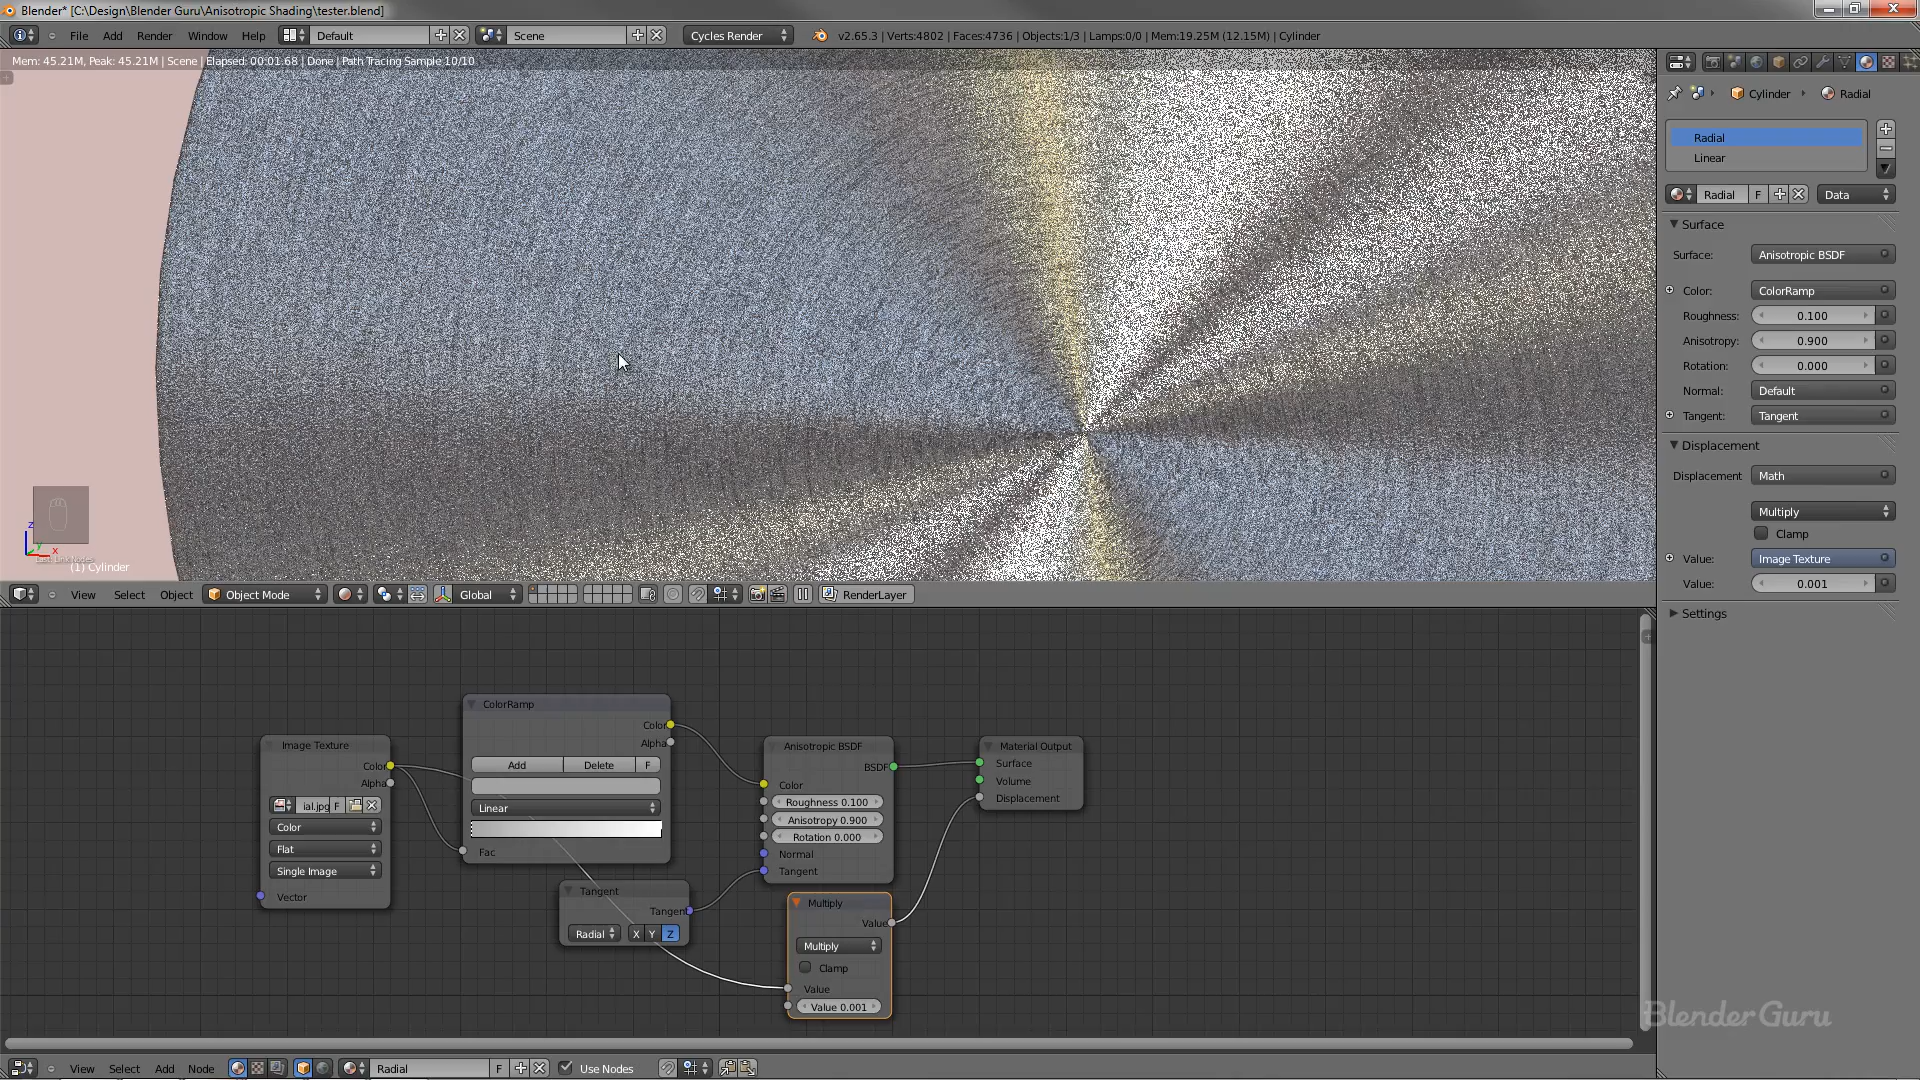 Blender* [C:\Design\Blender Guru\Anisotropic Shading\tester.blend]
File Add Render Window Help Default Scene Cycles Render v2.65.3 | Verts:4802 | Faces:4736 | Objects:1/3 | Lamps:0/0 | Mem:19.25M (12.15M) | Cylinder
Mem: 45.21M, Peak: 45.21M | Scene | Elapsed: 00:01.68 | Done | Path Tracing Sample 10/10
z
y
x
(1) Cylinder
View Select Object Object Mode Global RenderLayer
Cylinder Radial
Radial
Linear
Radial F Data
Surface
Surface: Anisotropic BSDF
Color: ColorRamp
Roughness: 0.100
Anisotropy: 0.900
Rotation: 0.000
Normal: Default
Tangent: Tangent
Displacement
Displacement Math
Multiply
Clamp
Value: Image Texture
Value: 0.001
Settings
Image Texture
Color
Alpha
ial.jpg F
Color
Flat
Single Image
Vector
ColorRamp
Color
Alpha
Add Delete F
Linear
Fac
Tangent
Tangent
Radial X Y Z
Anisotropic BSDF
BSDF
Color
Roughness 0.100
Anisotropy 0.900
Rotation 0.000
Normal
Tangent
Multiply
Value
Multiply
Clamp
Value
Value 0.001
Material Output
Surface
Volume
Displacement
BlenderGuru
View Select Add Node Radial F Use Nodes